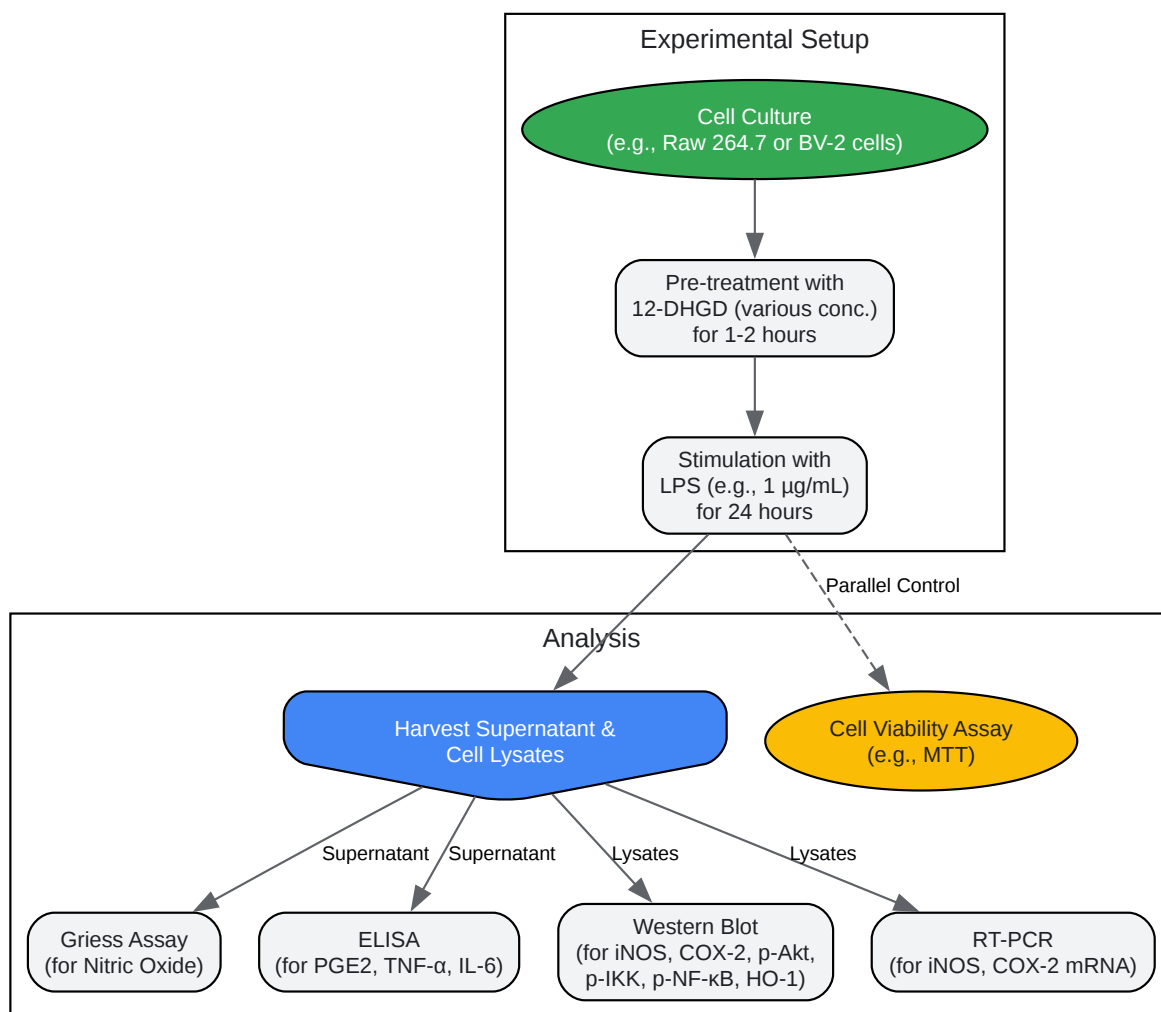 Experimental Setup
Cell Culture
(e.g., Raw 264.7 or BV-2 cells)
Pre-treatment with
12-DHGD (various conc.)
for 1-2 hours
Stimulation with
LPS (e.g., 1 µg/mL)
for 24 hours
Parallel Control
Analysis
Harvest Supernatant &
Cell Lysates
Cell Viability Assay
(e.g., MTT)
Supernatant
Supernatant
Lysates
Lysates
Griess Assay
(for Nitric Oxide)
ELISA
(for PGE2, TNF-α, IL-6)
Western Blot
(for iNOS, COX-2, p-Akt,
p-IKK, p-NF-κB, HO-1)
RT-PCR
(for iNOS, COX-2 mRNA)